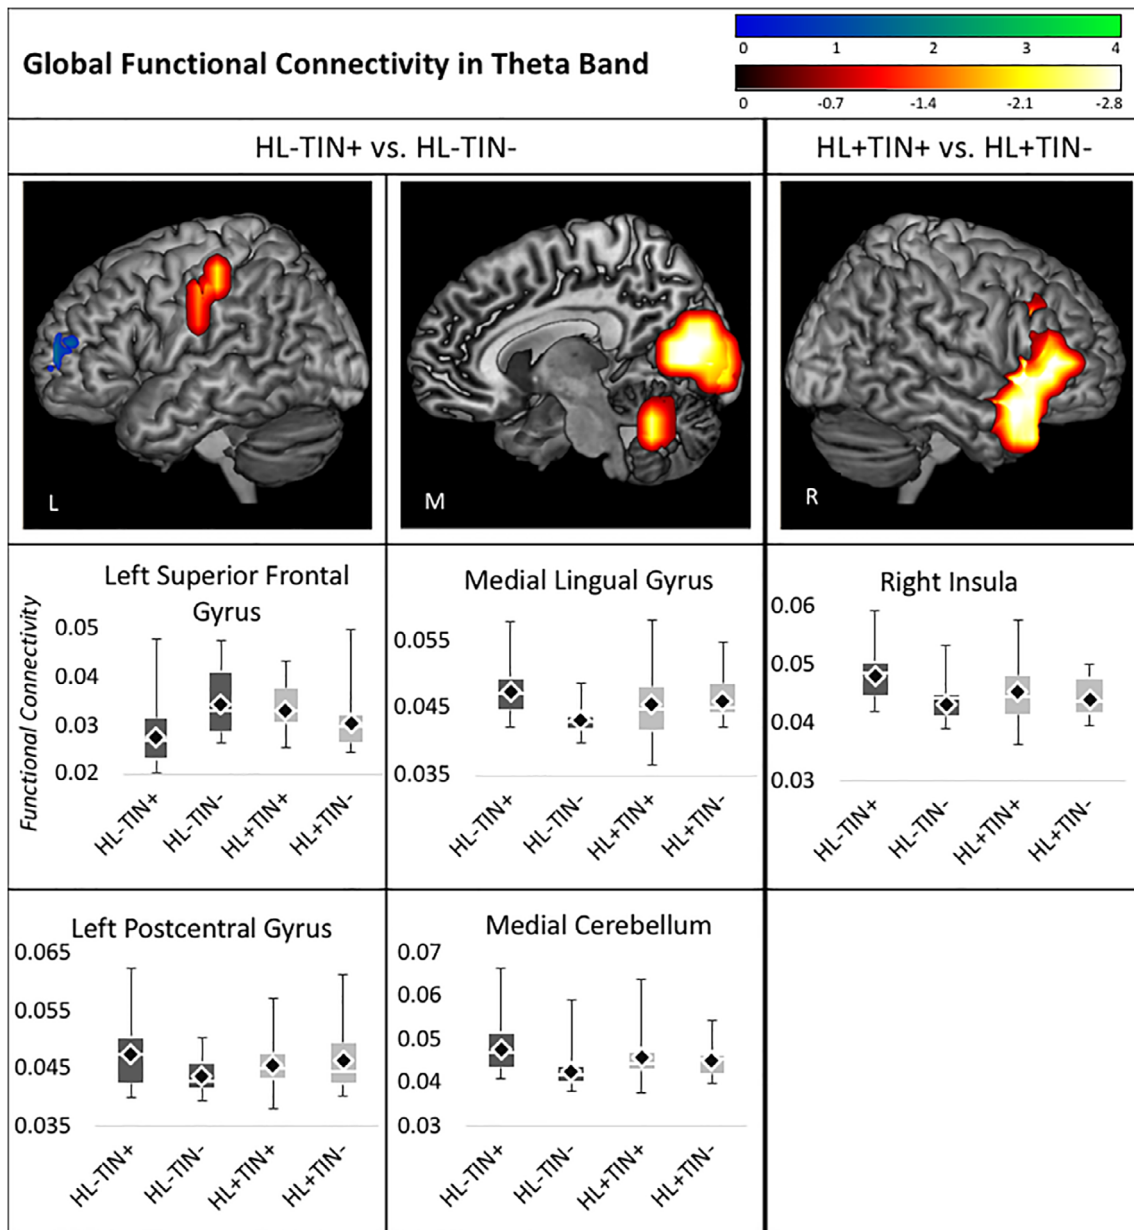 Global Functional Connectivity in Theta Band
0 1 2 3 4
0 -0.7 -1.4 -2.1 -2.8
HL-TIN+ vs. HL-TIN-
HL+TIN+ vs. HL+TIN-
L
M
R
Functional Connectivity
Left Superior Frontal
Gyrus
0.05
0.04
0.03
0.02
HL-TIN+ HL-TIN- HL+TIN+ HL+TIN-
Medial Lingual Gyrus
0.055
0.045
0.035
HL-TIN+ HL-TIN- HL+TIN+ HL+TIN-
Right Insula
0.06
0.05
0.04
0.03
HL-TIN+ HL-TIN- HL+TIN+ HL+TIN-
Left Postcentral Gyrus
0.065
0.055
0.045
0.035
HL-TIN+ HL-TIN- HL+TIN+ HL+TIN-
Medial Cerebellum
0.07
0.06
0.05
0.04
0.03
HL-TIN+ HL-TIN- HL+TIN+ HL+TIN-